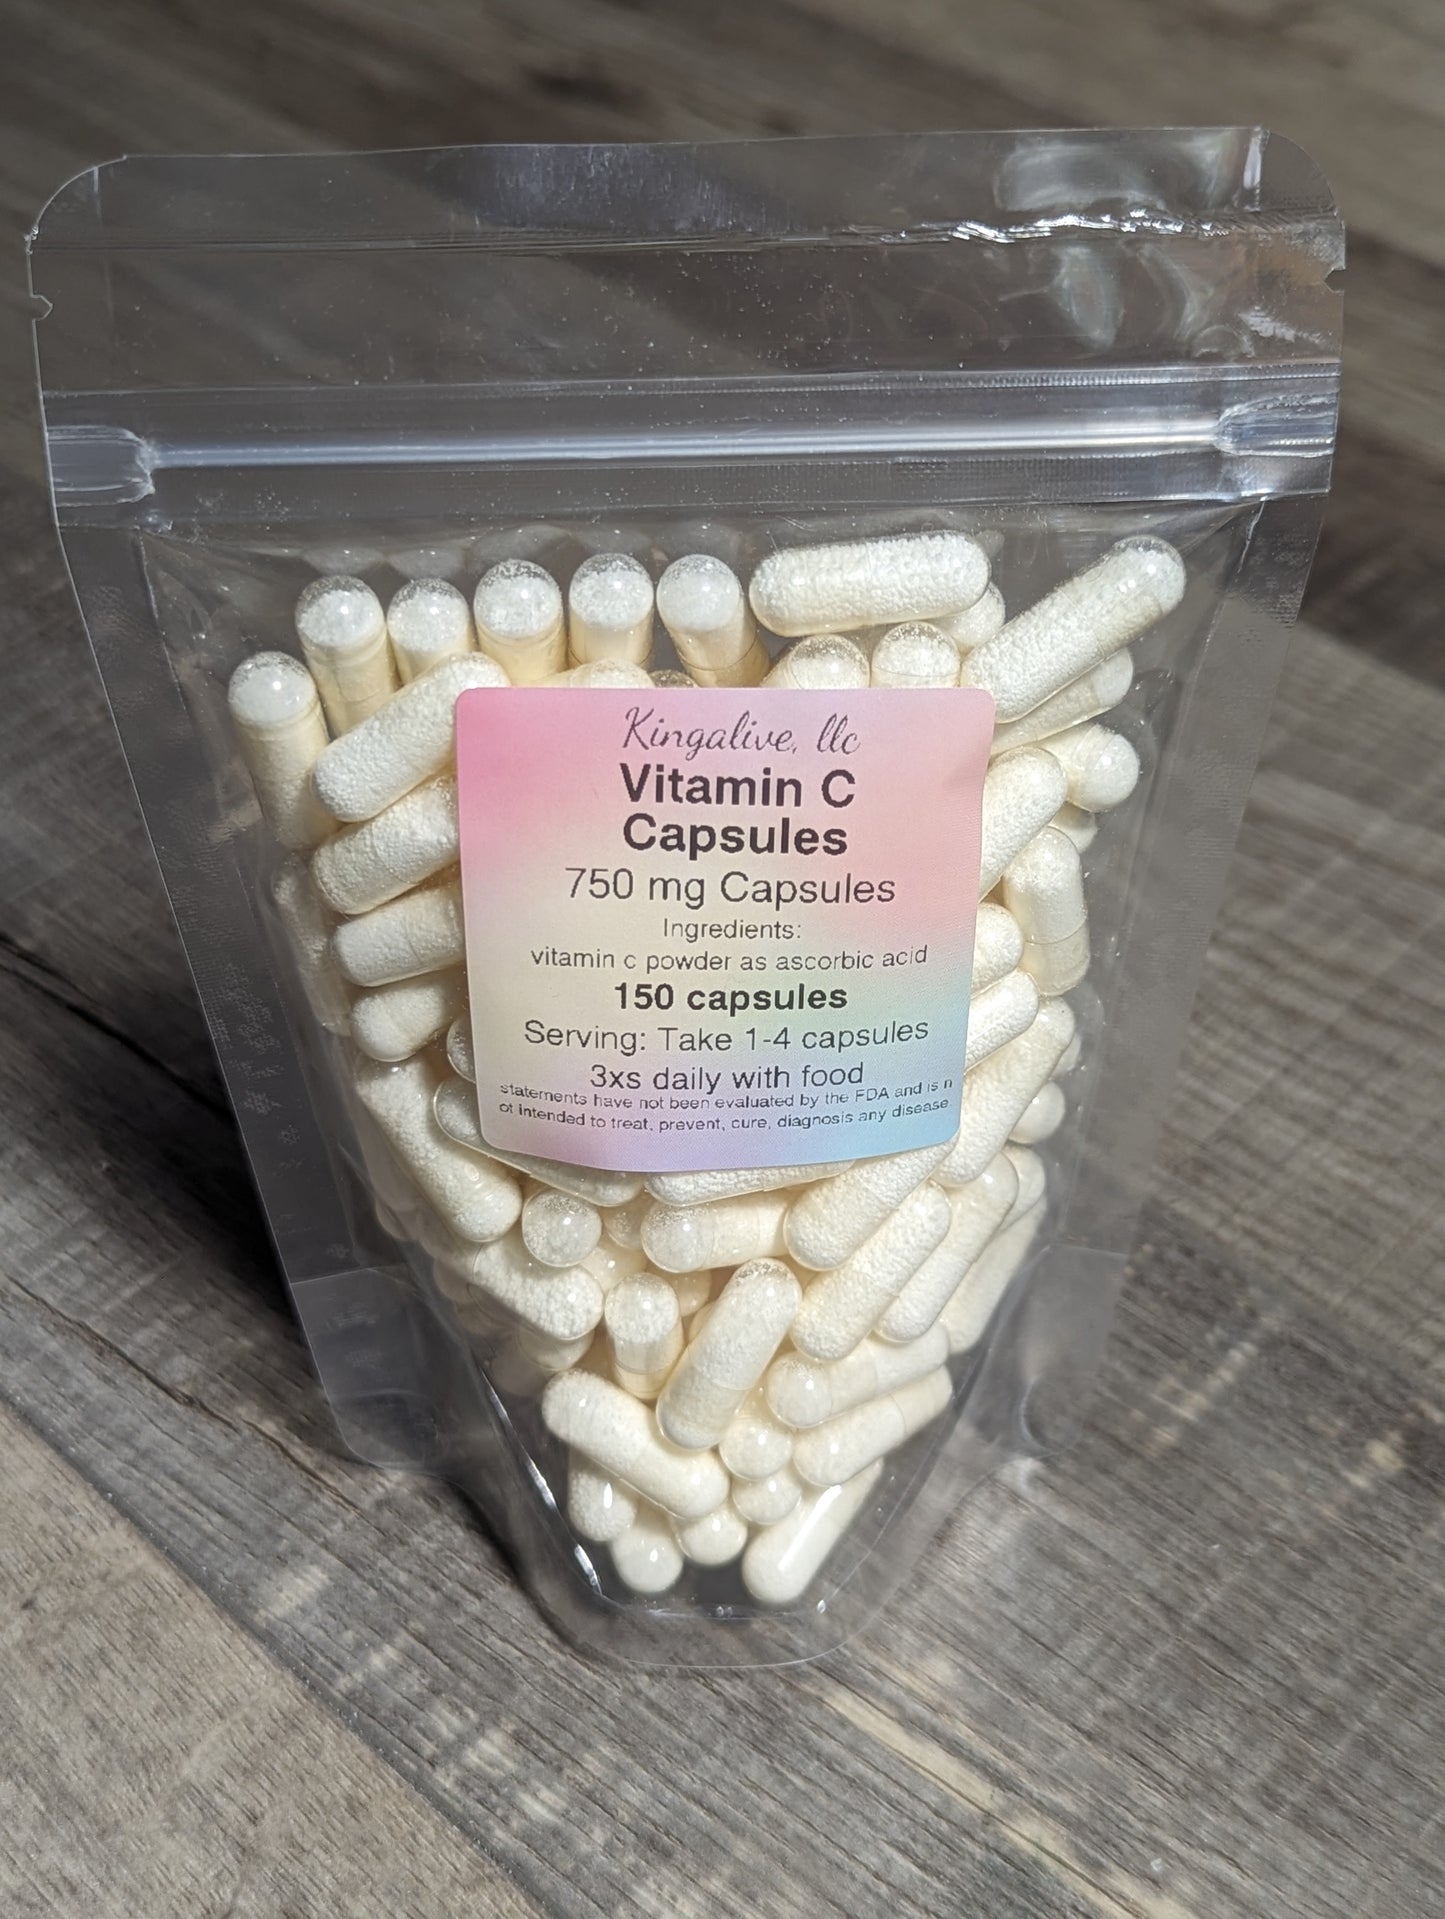 Kingalive, llc
Vitamin C
Capsules
750 mg Capsules
Ingredients:
vitamin c powder as ascorbic acid
150 capsules
Serving: Take 1-4 capsules
3xs daily with food
statements have not been evaluated by the FDA and is n
ot intended to treat, prevent, cure, diagnosis any disease.